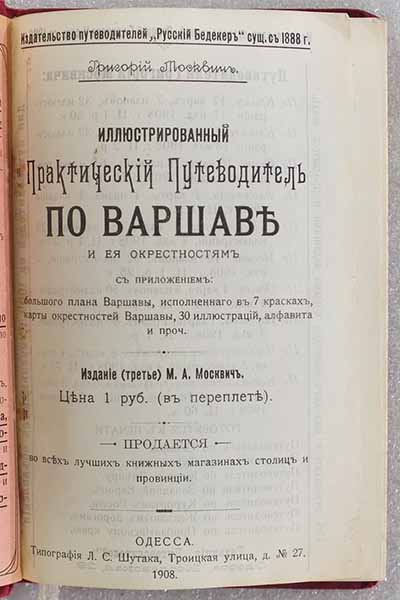 Издательство путеводителей „Русскій Бедекеръ" сущ. съ 1888 г.
Григорій Москвичъ.
ИЛЛЮСТРИРОВАННЫЙ
Практическій Путеводитель
ПО ВАРШАВѢ
И ЕЯ ОКРЕСТНОСТЯМЪ
СЪ ПРИЛОЖЕНІЕМЪ:
большого плана Варшавы, исполненнаго въ 7 краскахъ,
карты окрестностей Варшавы, 30 иллюстрацій, алфавита
и проч.
Изданіе (третье) М. А. Москвичъ.
Цѣна 1 руб. (въ переплетѣ).
— ПРОДАЕТСЯ —
во всѣхъ лучшихъ книжныхъ магазинахъ столицъ и
провинціи.
ОДЕССА.
Типографія Л. С. Шутака, Троицкая улица, д. № 27.
1908.